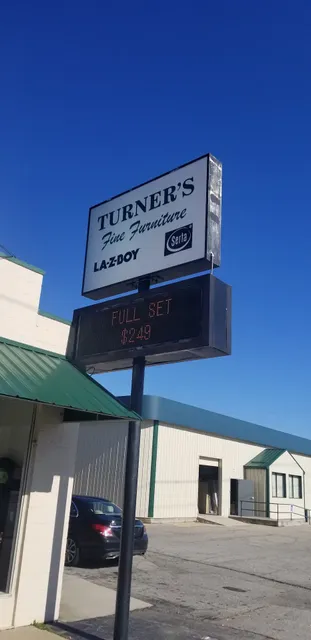 TURNER'S
Fine Furniture
LA-Z-BOY
Serta
FULL SET
$249